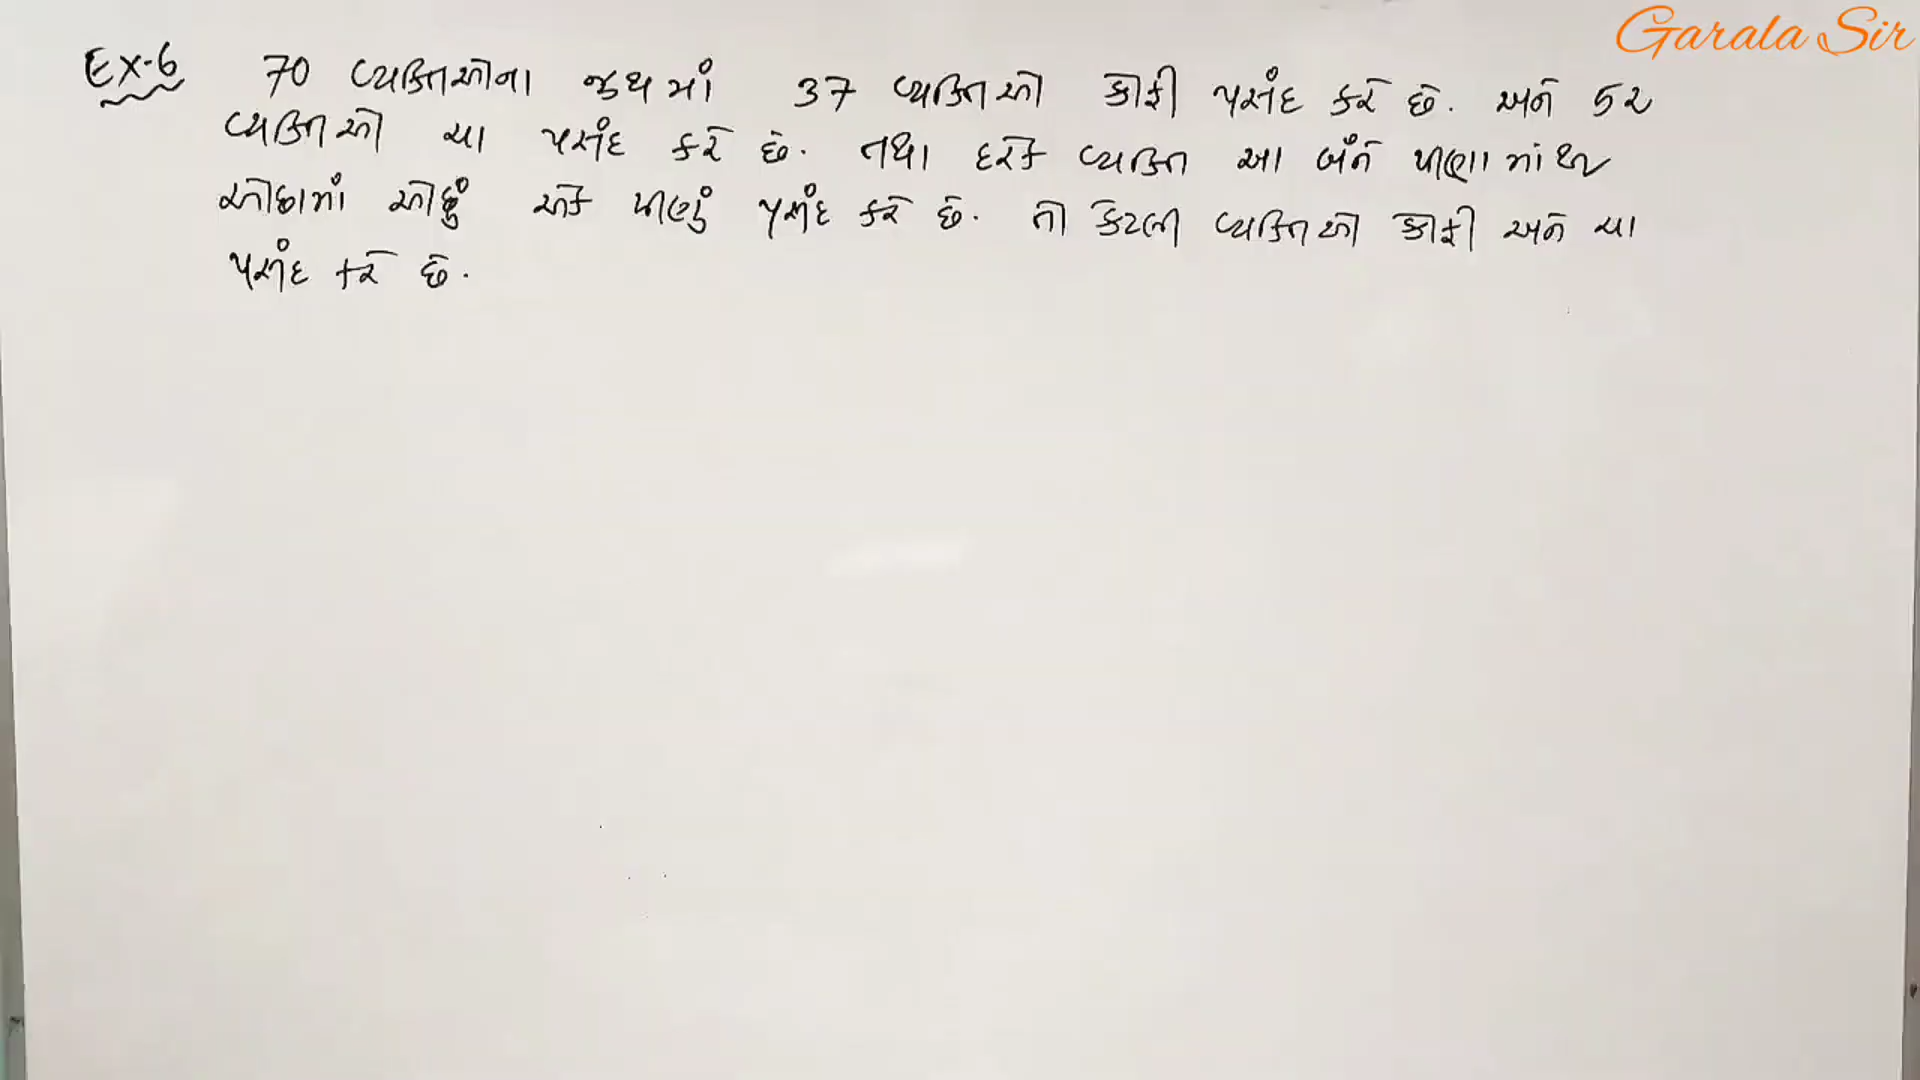 Garala Sir
Ex-6 70 વ્યક્તિઓના જૂથમાં 37 વ્યક્તિઓ કોફી પસંદ કરે છે. અને 52
વ્યક્તિઓ ચા પસંદ કરે છે. તથા દરેક વ્યક્તિ આ બંને પીણામાંથી
ઓછામાં ઓછું એક પીણું પસંદ કરે છે. તો કેટલી વ્યક્તિઓ કોફી અને ચા
પસંદ કરે છે.